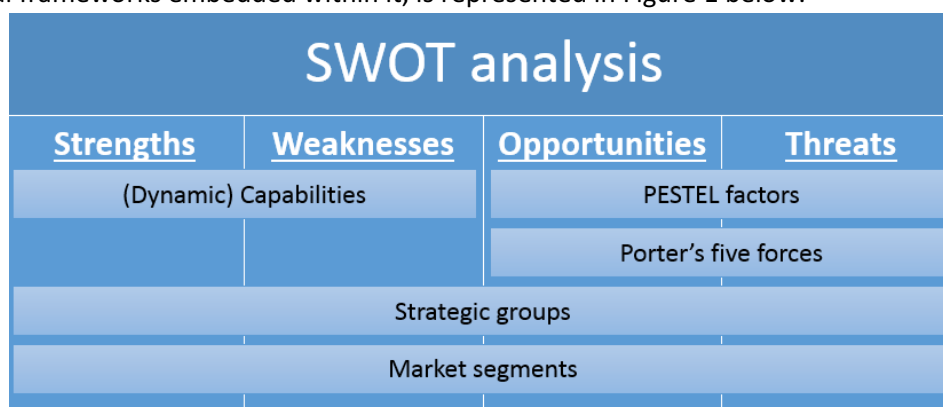 frameworks embedded within it, is represented in Figure 1 below.
SWOT analysis
Strengths Weaknesses Opportunities Threats
(Dynamic) Capabilities PESTEL factors
Porter's five forces
Strategic groups
Market segments